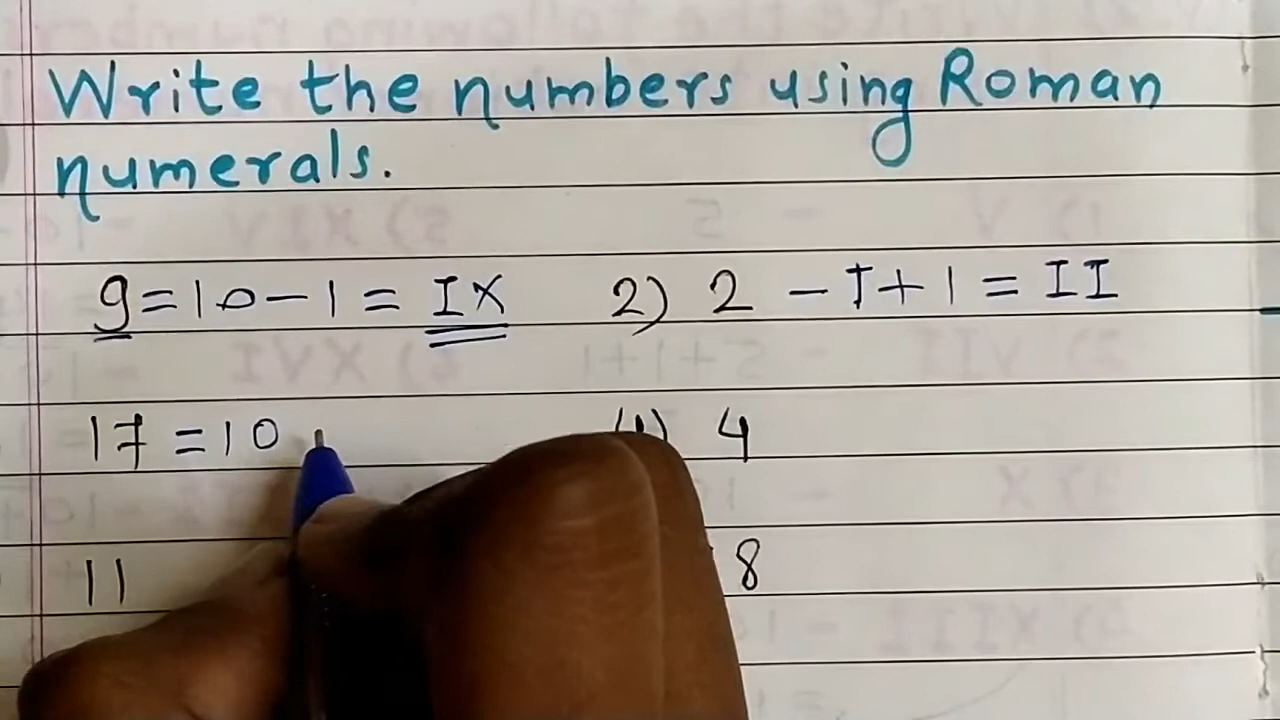 Write the numbers using Roman
numerals.
9=10-1=IX 2) 2 - I+1=II
17=10 4
11 8